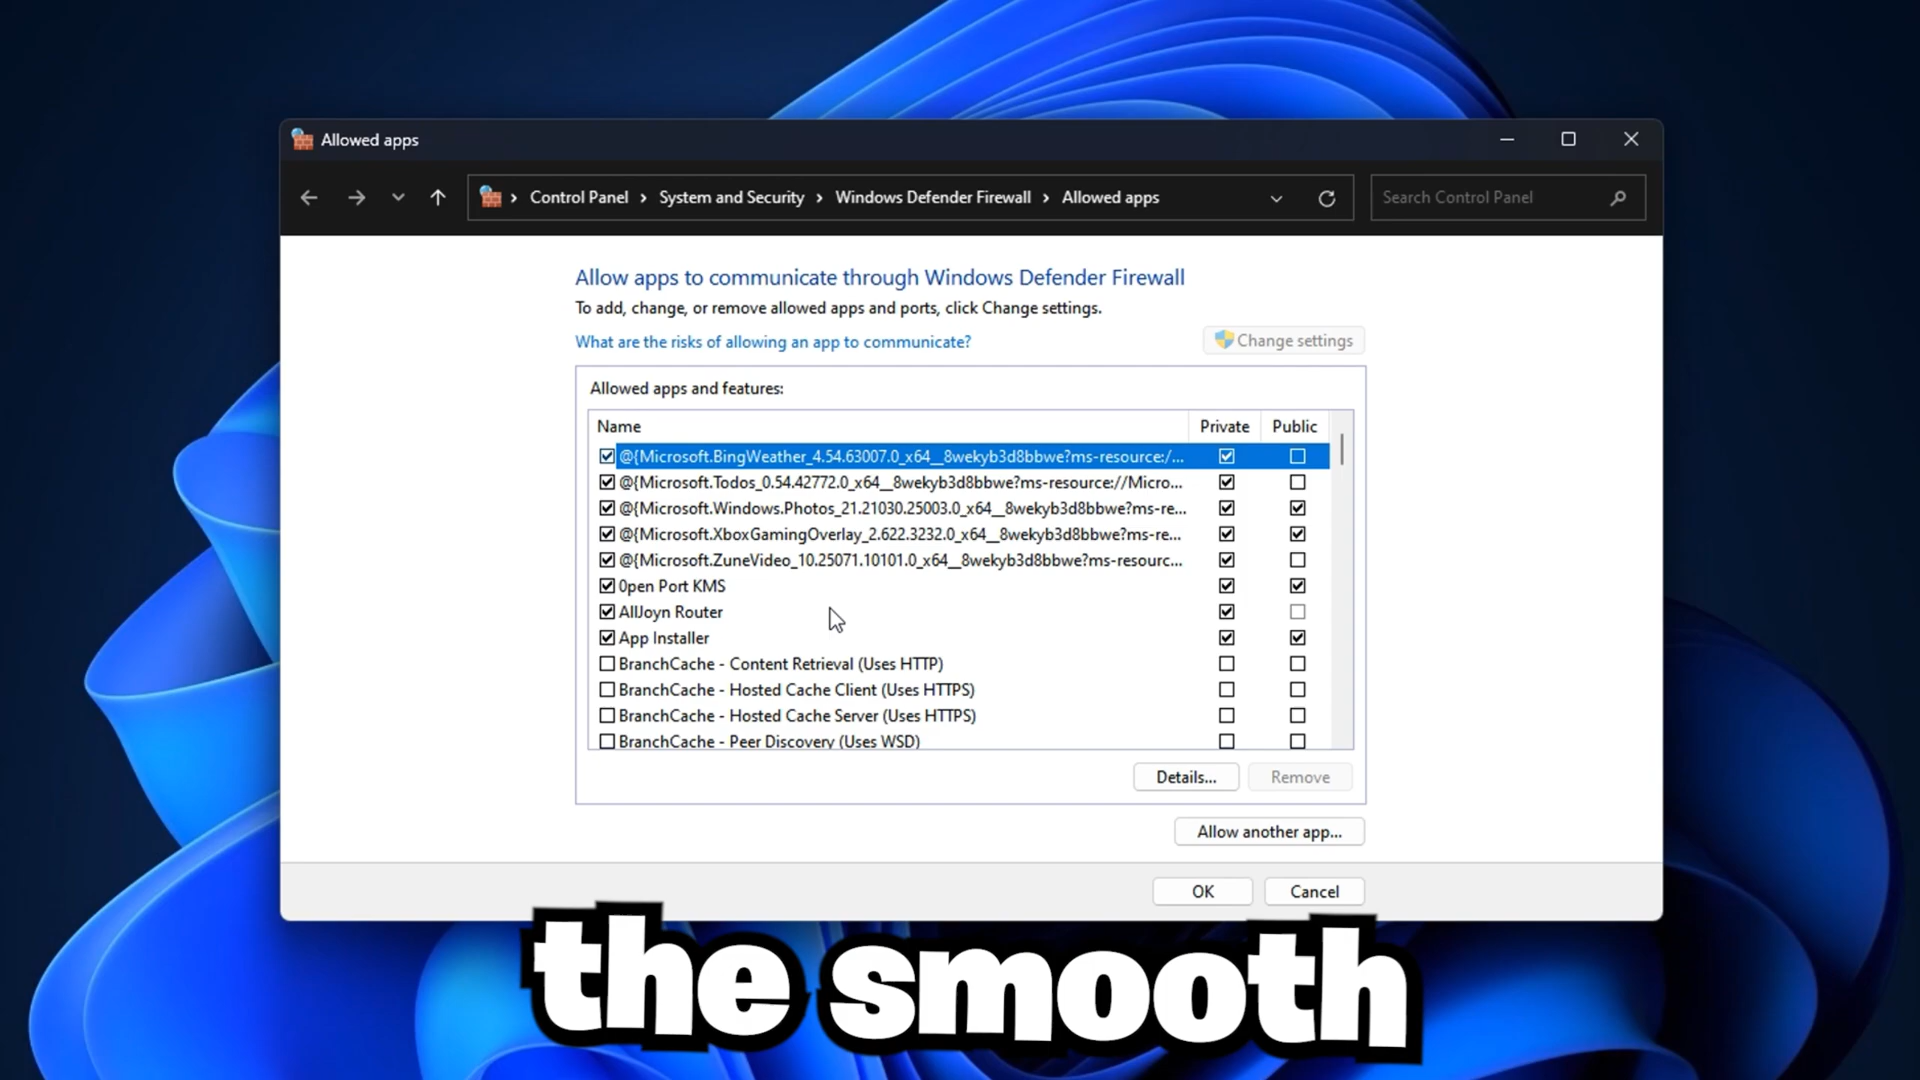 Allowed apps
Control Panel > System and Security > Windows Defender Firewall > Allowed apps
Search Control Panel
Allow apps to communicate through Windows Defender Firewall
To add, change, or remove allowed apps and ports, click Change settings.
What are the risks of allowing an app to communicate?
Change settings
Allowed apps and features:
Name Private Public
@{Microsoft.BingWeather_4.54.63007.0_x64__8wekyb3d8bbwe?ms-resource:/...
@{Microsoft.Todos_0.54.42772.0_x64__8wekyb3d8bbwe?ms-resource://Micro...
@{Microsoft.Windows.Photos_21.21030.25003.0_x64__8wekyb3d8bbwe?ms-re...
@{Microsoft.XboxGamingOverlay_2.622.3232.0_x64__8wekyb3d8bbwe?ms-re...
@{Microsoft.ZuneVideo_10.25071.10101.0_x64__8wekyb3d8bbwe?ms-resourc...
0pen Port KMS
AllJoyn Router
App Installer
BranchCache - Content Retrieval (Uses HTTP)
BranchCache - Hosted Cache Client (Uses HTTPS)
BranchCache - Hosted Cache Server (Uses HTTPS)
BranchCache - Peer Discovery (Uses WSD)
Details... Remove
Allow another app...
OK Cancel
the smooth